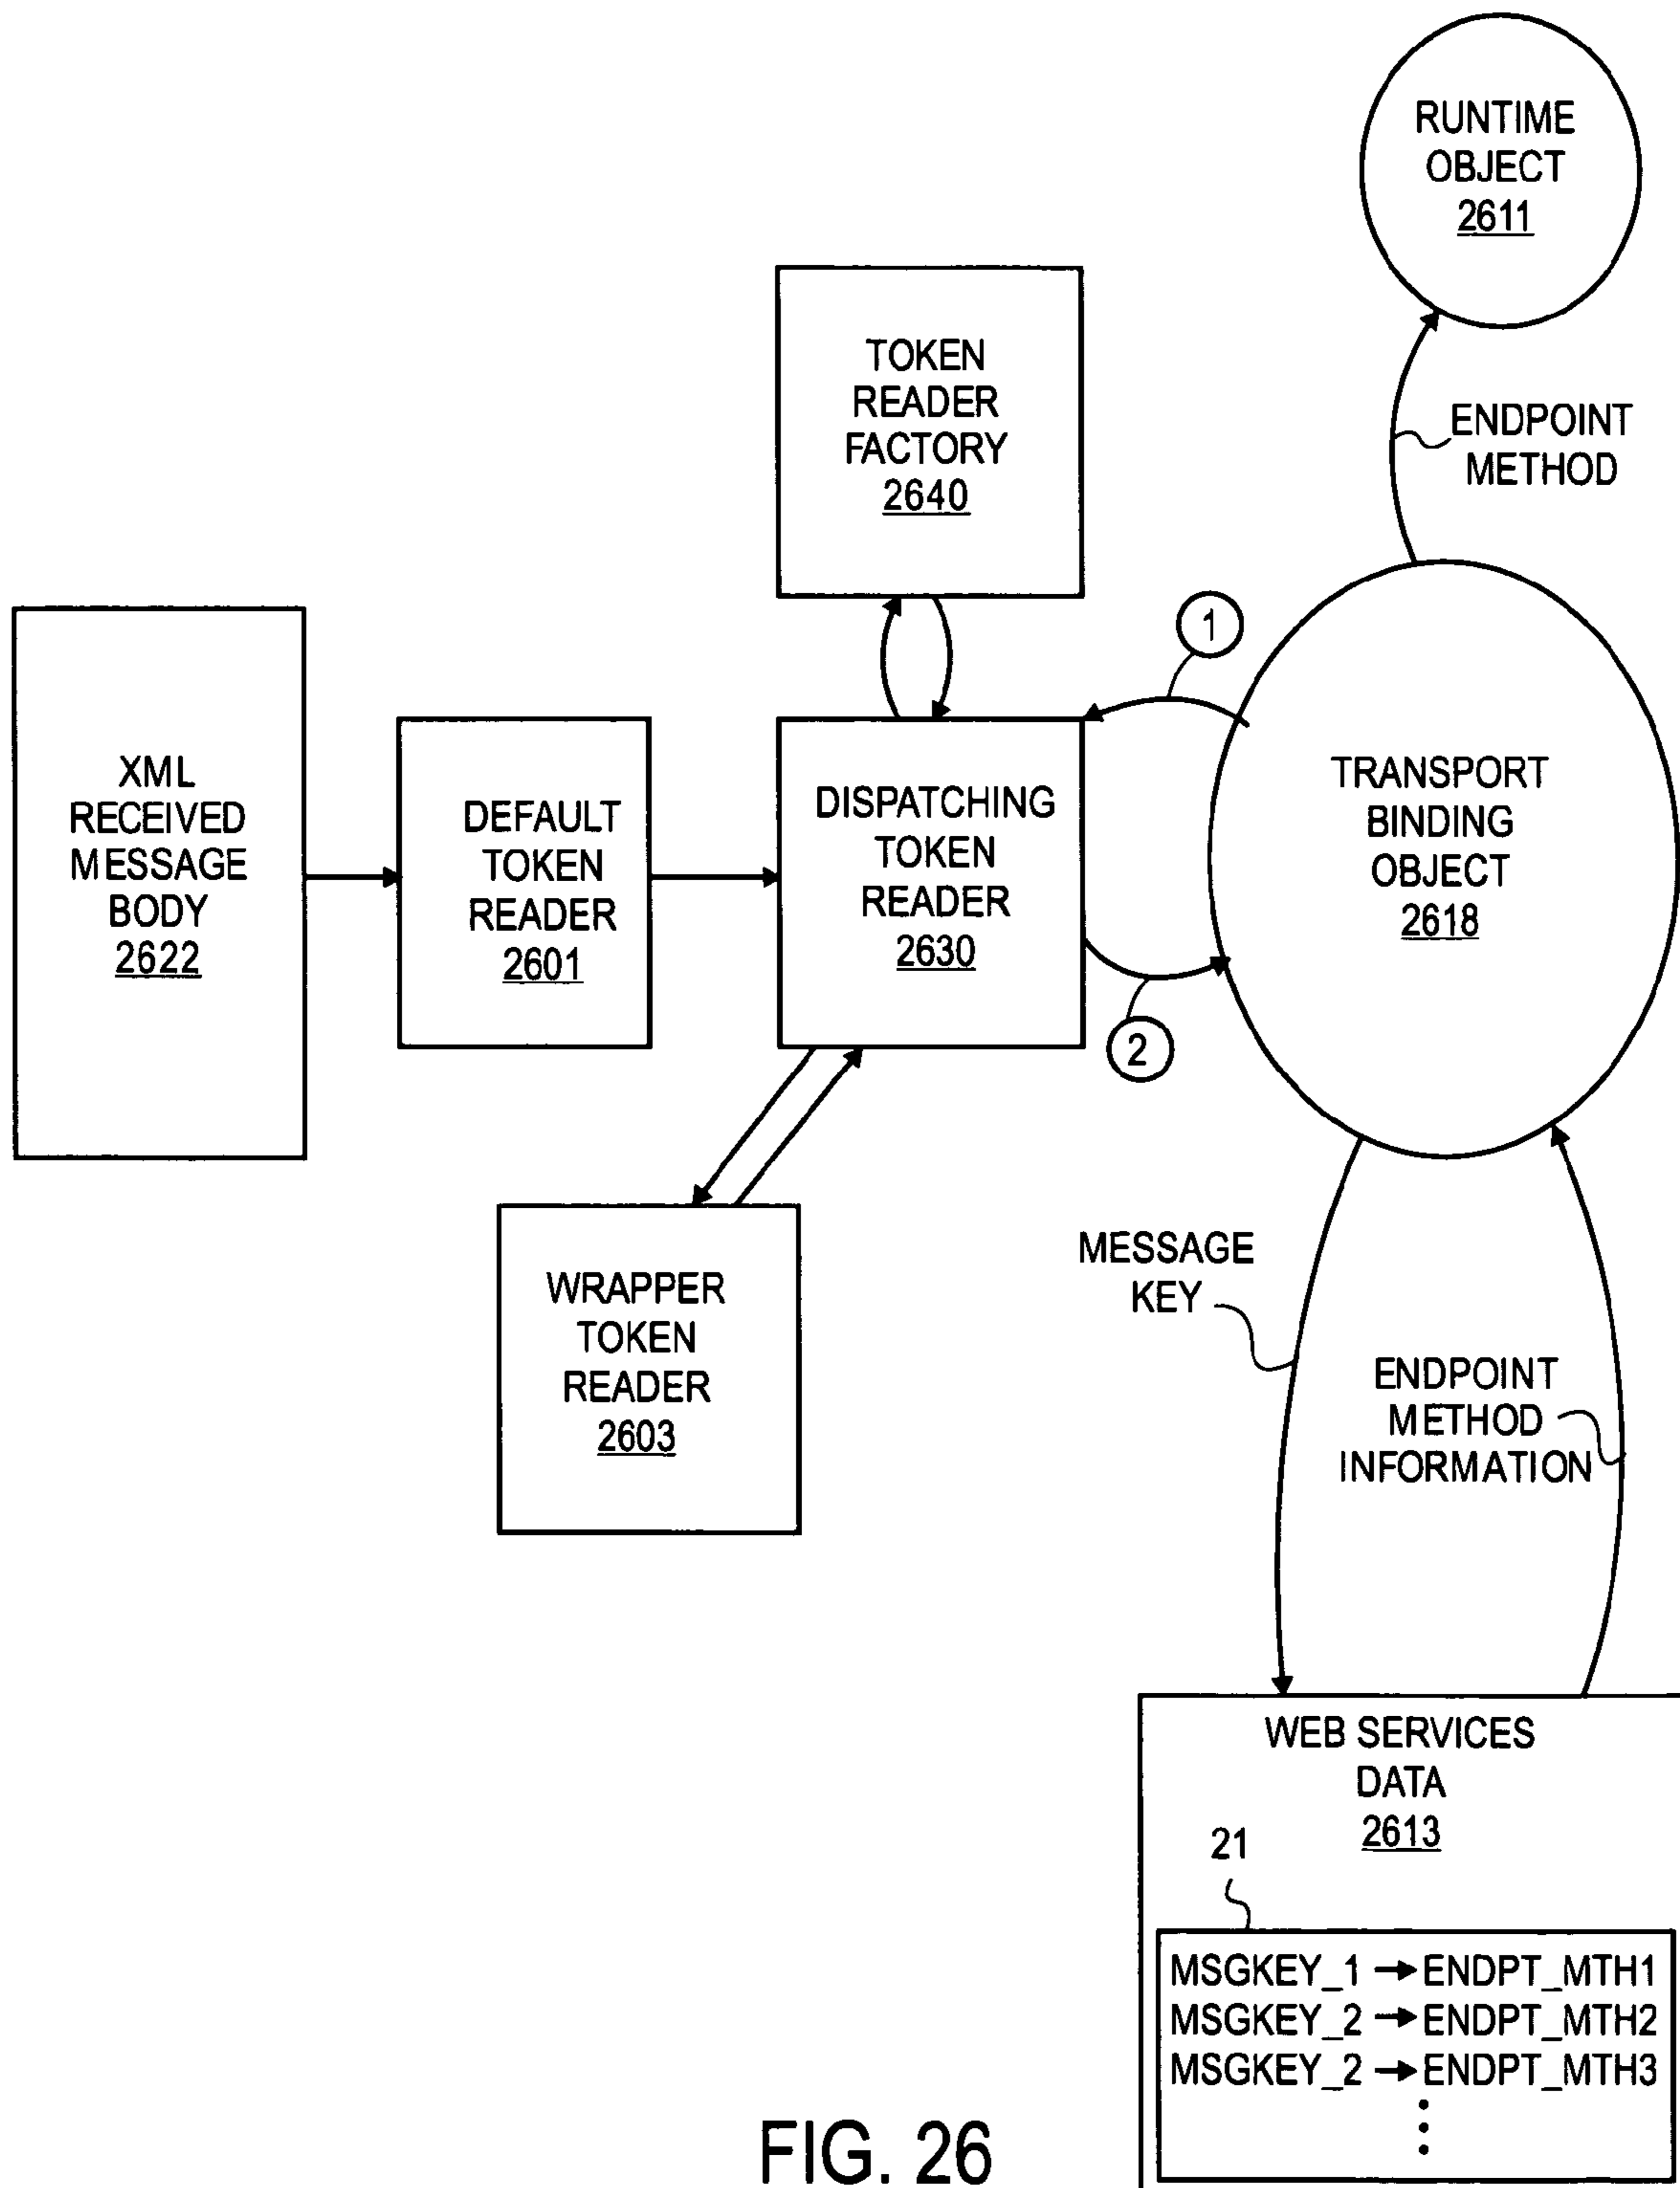 RUNTIME
OBJECT
2611
TOKEN
READER
FACTORY
2640
ENDPOINT
METHOD
1
XML
RECEIVED
MESSAGE
BODY
2622
DEFAULT
TOKEN
READER
2601
DISPATCHING
TOKEN
READER
2630
TRANSPORT
BINDING
OBJECT
2618
2
WRAPPER
TOKEN
READER
2603
MESSAGE
KEY
ENDPOINT
METHOD
INFORMATION
WEB SERVICES
DATA
2613
21
MSGKEY_1 → ENDPT_MTH1
MSGKEY_2 → ENDPT_MTH2
MSGKEY_2 → ENDPT_MTH3
FIG. 26